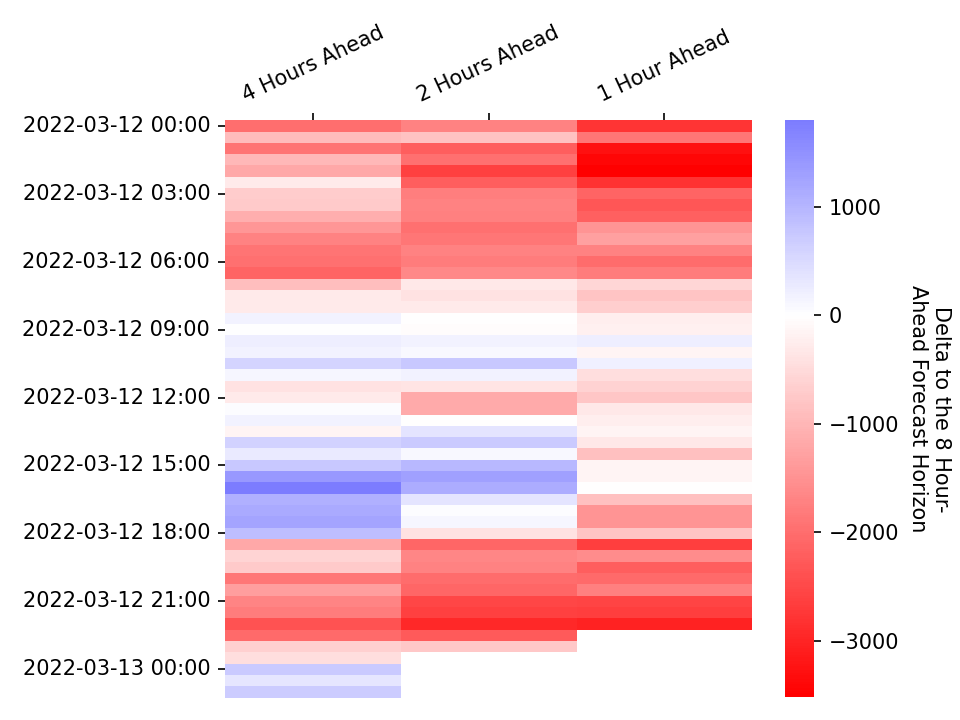 4 Hours Ahead
2 Hours Ahead
1 Hour Ahead
2022-03-12 00:00
2022-03-12 03:00
2022-03-12 06:00
2022-03-12 09:00
2022-03-12 12:00
2022-03-12 15:00
2022-03-12 18:00
2022-03-12 21:00
2022-03-13 00:00
1000
0
−1000
−2000
−3000
Delta to the 8 Hour-
Ahead Forecast Horizon